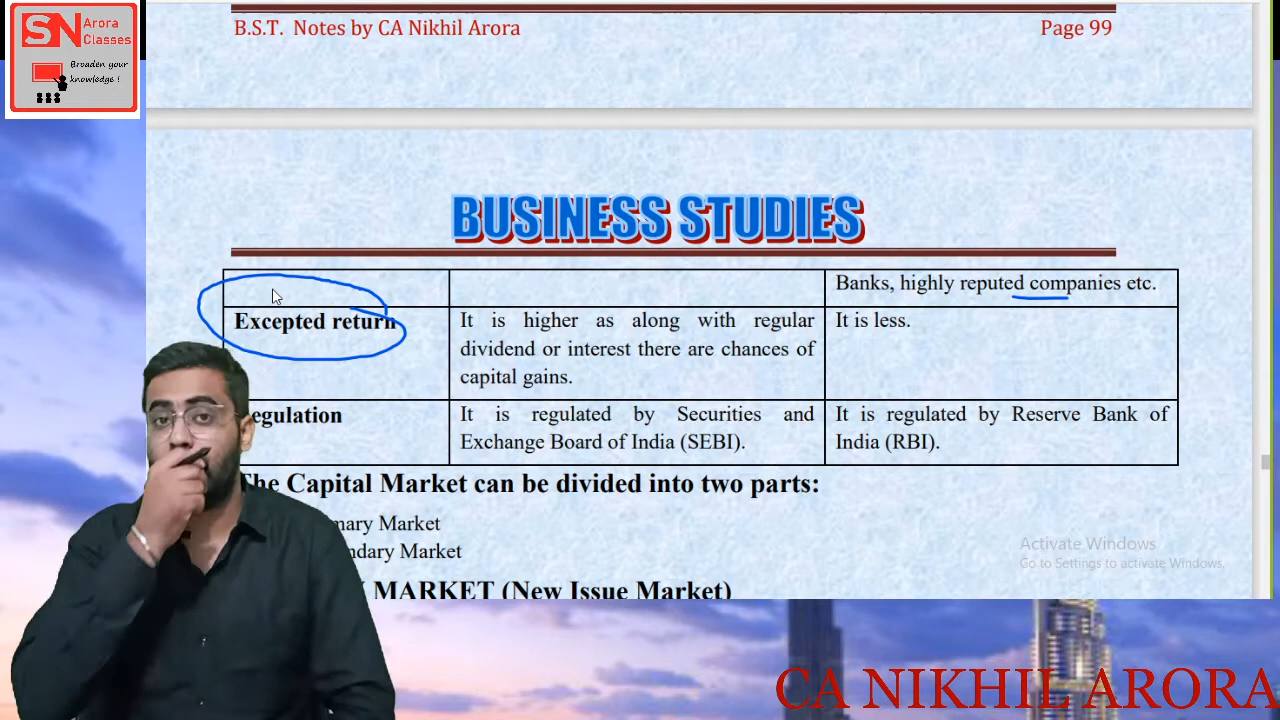 SN Arora
Classes
Broaden your
knowledge !
B.S.T. Notes by CA Nikhil Arora Page 99
BUSINESS STUDIES
Banks, highly reputed companies etc.
Excepted return
It is higher as along with regular
dividend or interest there are chances of
capital gains.
It is less.
egulation
It is regulated by Securities and
Exchange Board of India (SEBI).
It is regulated by Reserve Bank of
India (RBI).
The Capital Market can be divided into two parts:
mary Market
ndary Market
MARKET (New Issue Market)
Activate Windows
Go to Settings to activate Windows.
CA NIKHIL ARORA